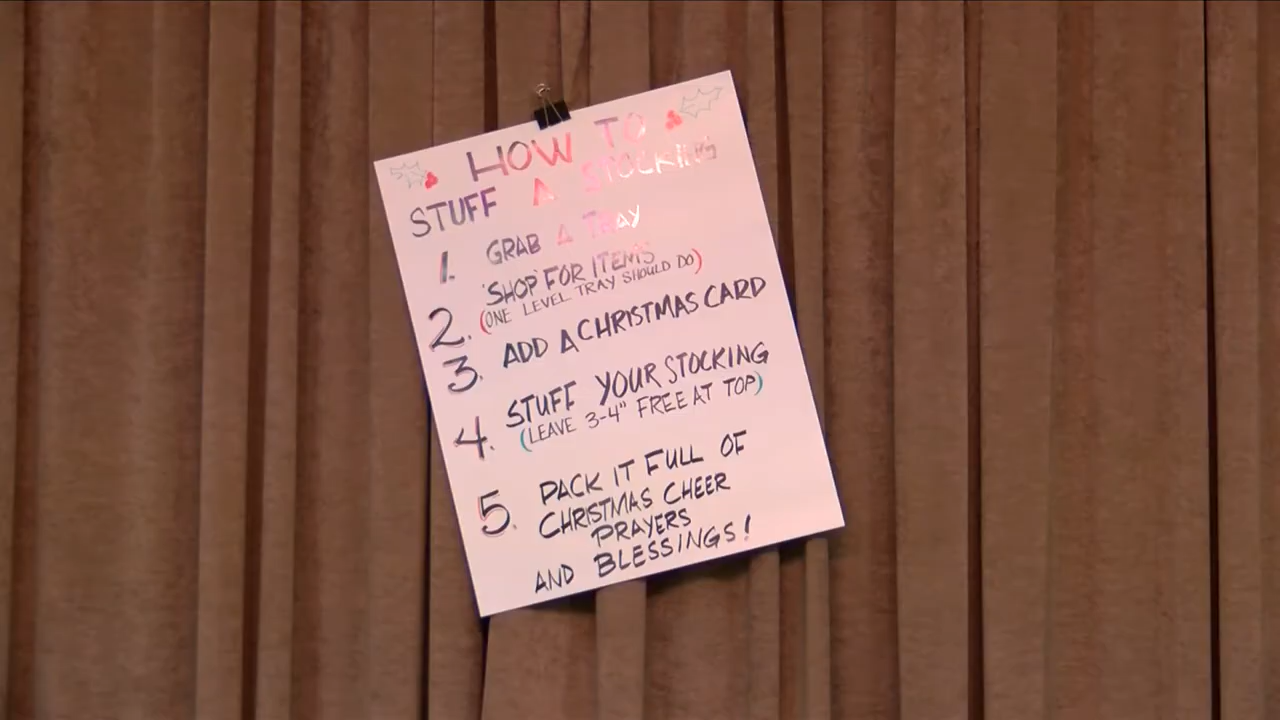 HOW TO
STUFF A STOCKING
1. GRAB A TRAY
2. 'SHOP' FOR ITEMS
(ONE LEVEL TRAY SHOULD DO)
3. ADD A CHRISTMAS CARD
4. STUFF YOUR STOCKING
(LEAVE 3-4" FREE AT TOP)
5. PACK IT FULL OF
CHRISTMAS CHEER
PRAYERS
AND BLESSINGS!